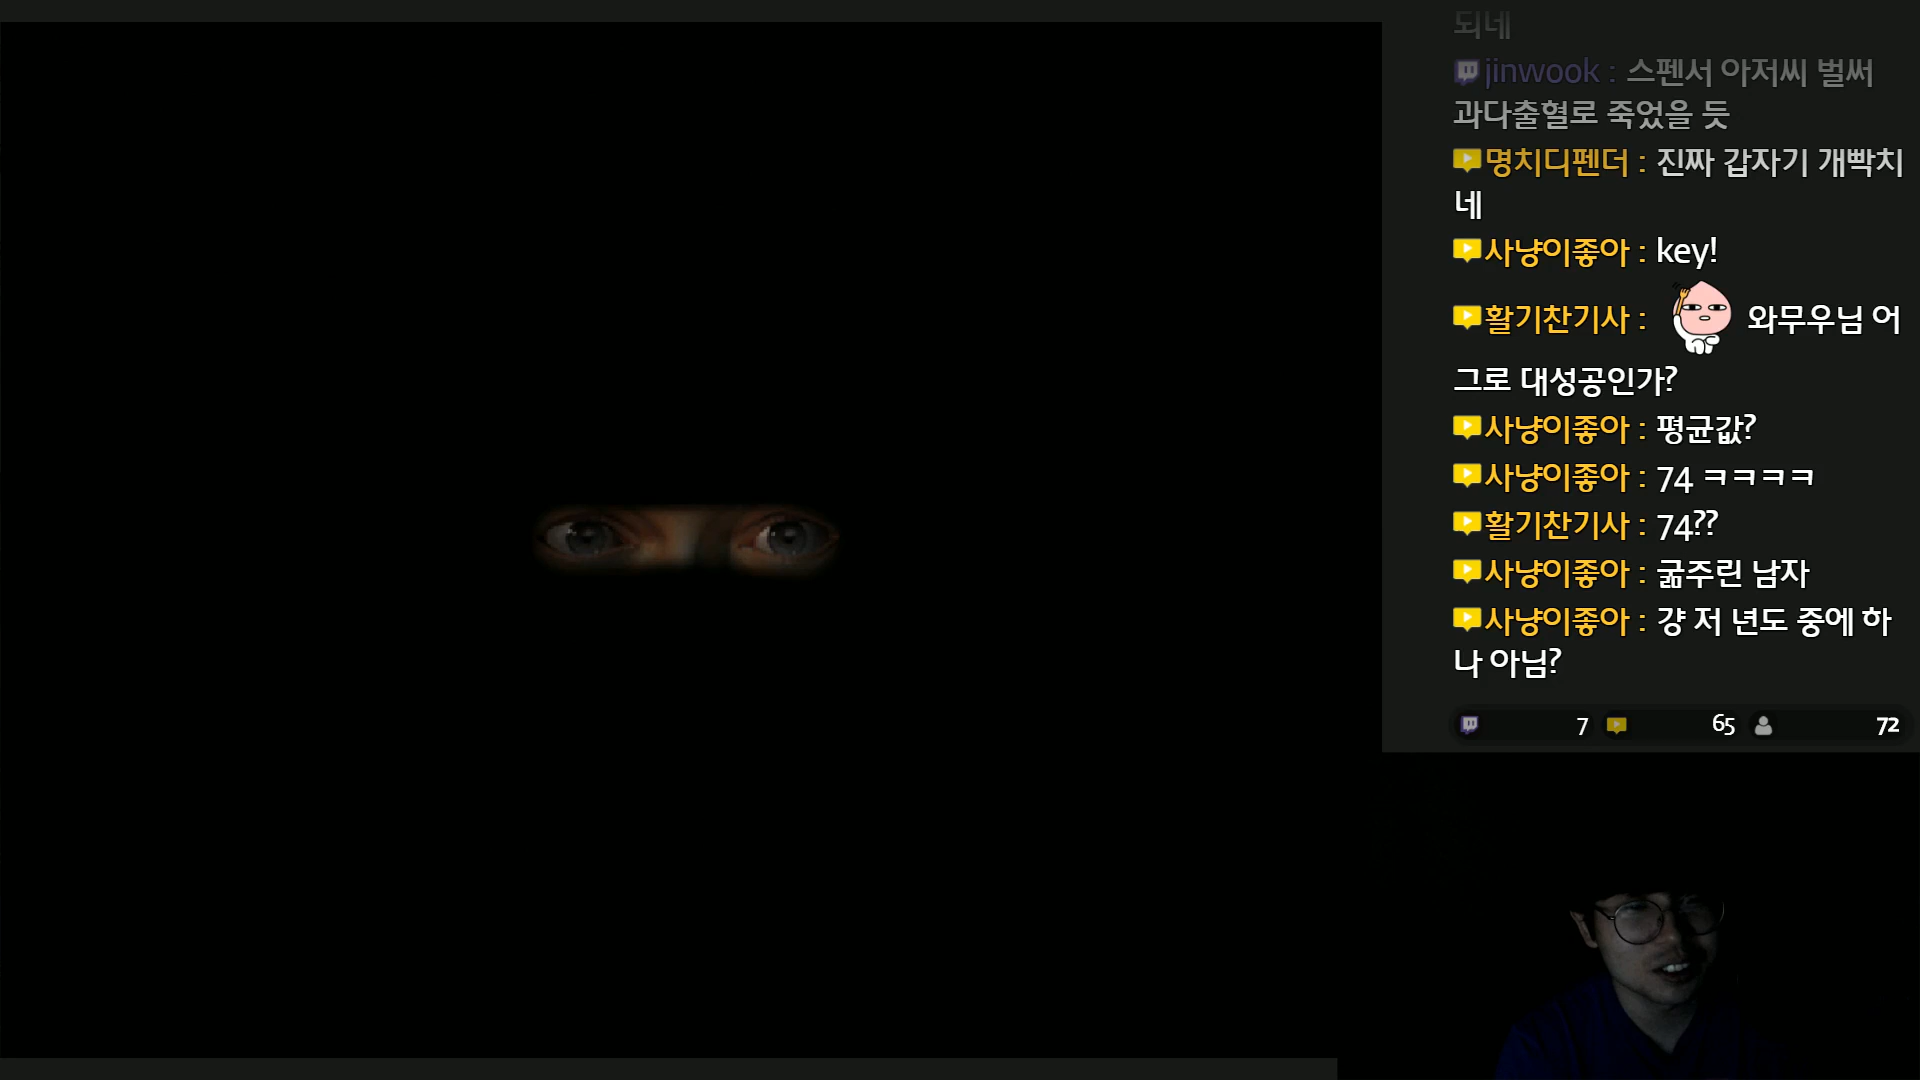 되네
jinwook : 스펜서 아저씨 벌써
과다출혈로 죽었을 듯
명치디펜더 : 진짜 갑자기 개빡치
네
사냥이좋아 : key!
활기찬기사 : 와무우님 어
그로 대성공인가?
사냥이좋아 : 평균값?
사냥이좋아 : 74 ㅋㅋㅋㅋ
활기찬기사 : 74??
사냥이좋아 : 굶주린 남자
사냥이좋아 : 걍 저 년도 중에 하
나 아님?
7 65 72